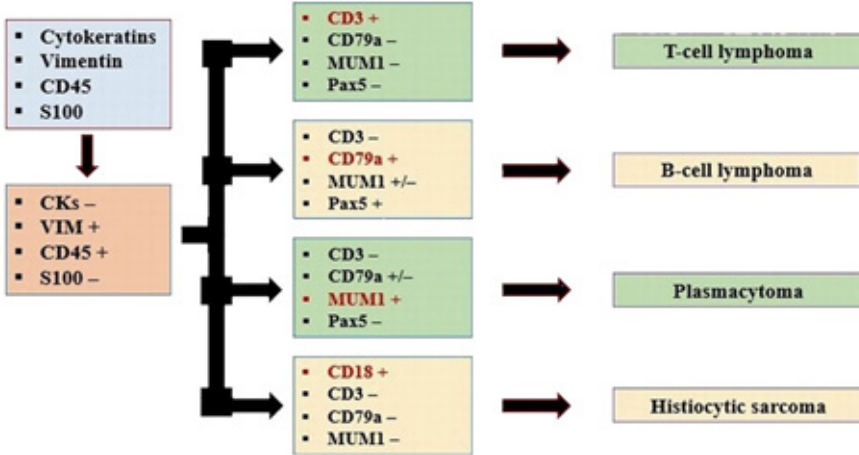 ▪ Cytokeratins
▪ Vimentin
▪ CD45
▪ S100
▪ CKs –
▪ VIM +
▪ CD45 +
▪ S100 –
▪ CD3 +
▪ CD79a –
▪ MUM1 –
▪ Pax5 –
T-cell lymphoma
▪ CD3 –
▪ CD79a +
▪ MUM1 +/–
▪ Pax5 +
B-cell lymphoma
▪ CD3 –
▪ CD79a +/–
▪ MUM1 +
▪ Pax5 –
Plasmacytoma
▪ CD18 +
▪ CD3 –
▪ CD79a –
▪ MUM1 –
Histiocytic sarcoma